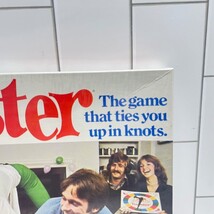 ster
The game
that ties you
up in knots.